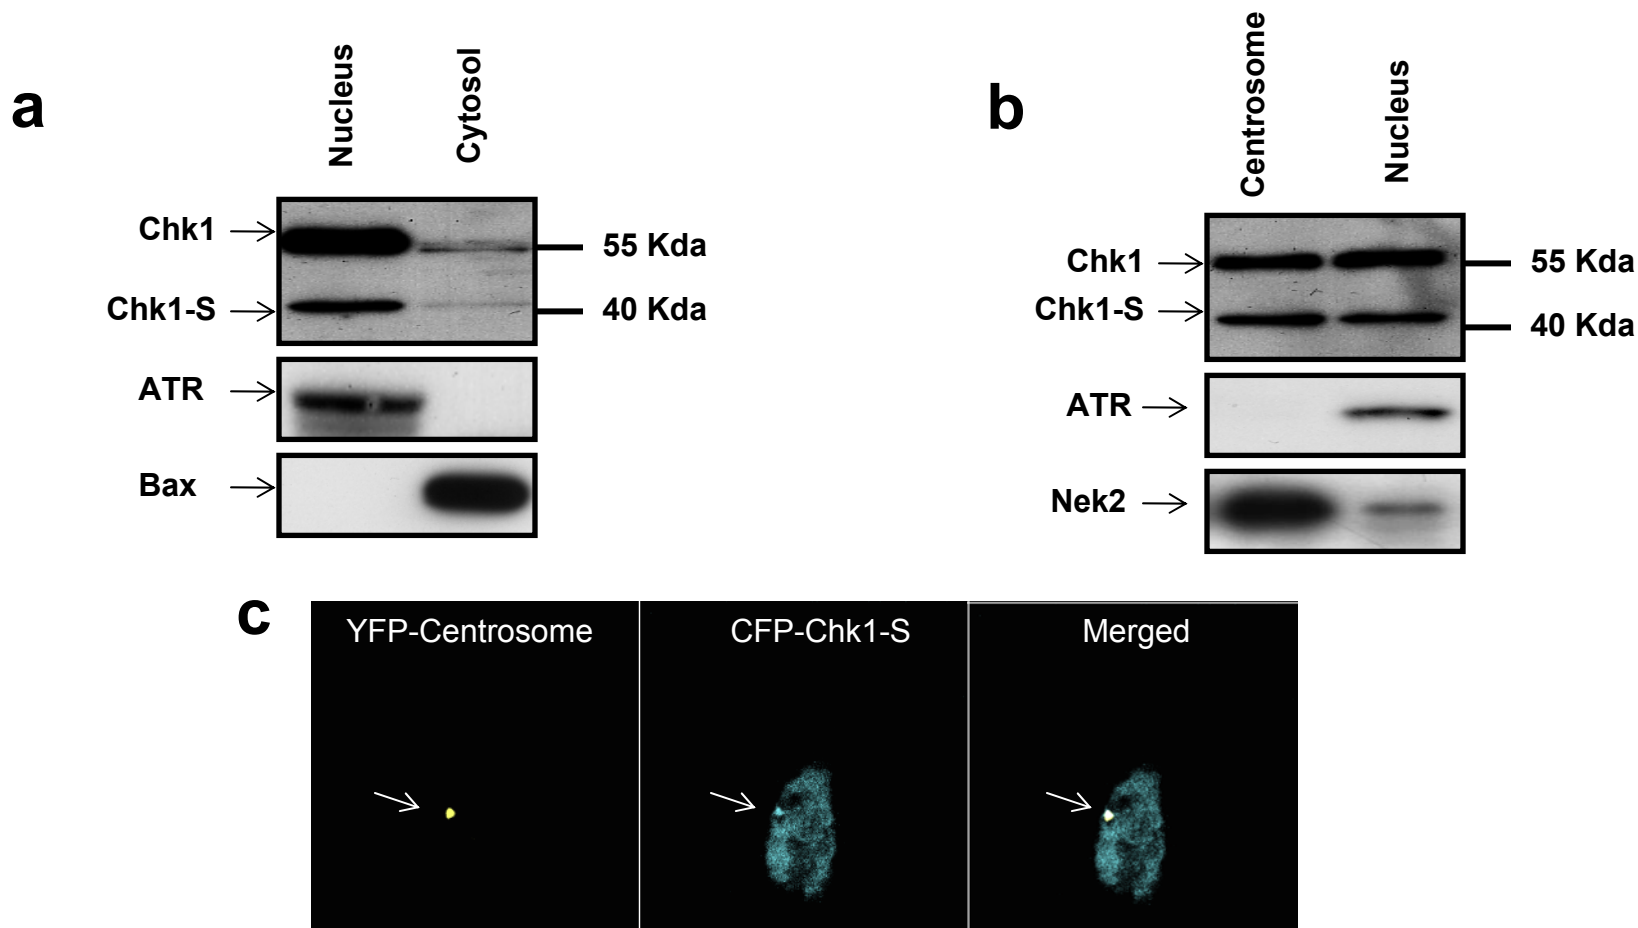 a
Nucleus
Cytosol
Chk1
55 Kda
Chk1-S
40 Kda
ATR
Bax
b
Centrosome
Nucleus
Chk1
55 Kda
Chk1-S
40 Kda
ATR
Nek2
c
YFP-Centrosome
CFP-Chk1-S
Merged